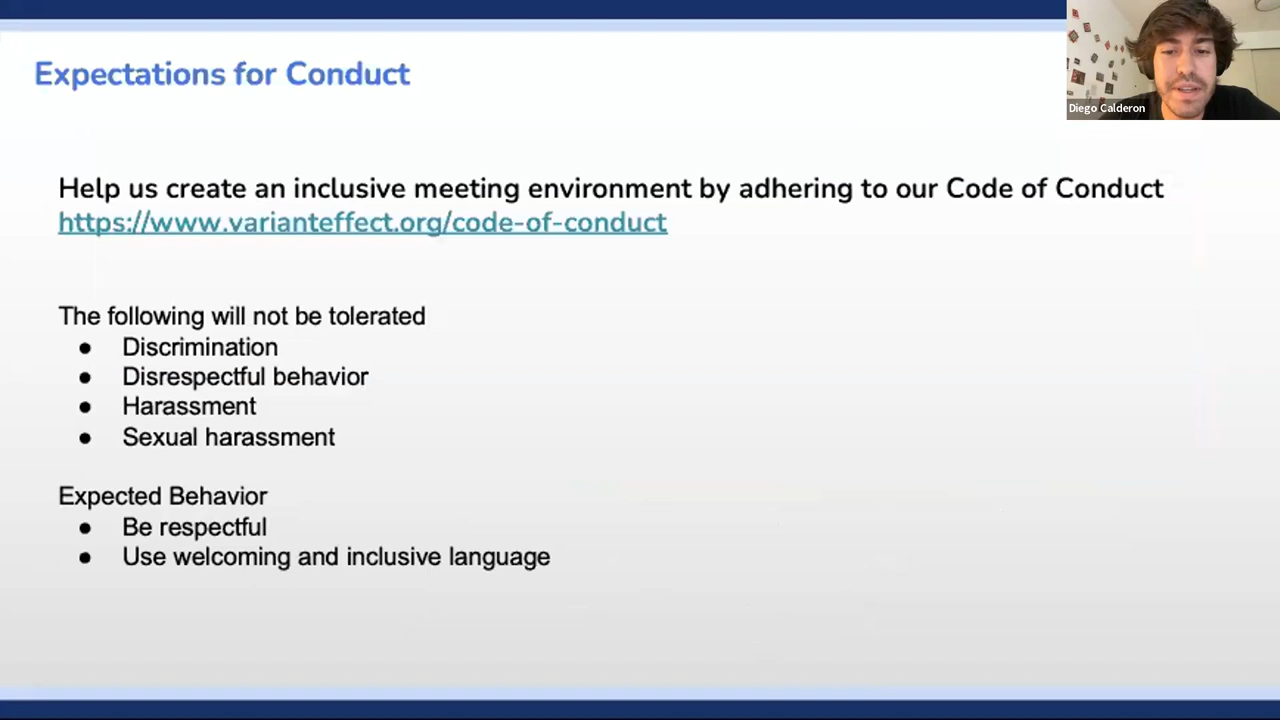 Expectations for Conduct
Diego Calderon
Help us create an inclusive meeting environment by adhering to our Code of Conduct
https://www.varianteffect.org/code-of-conduct
The following will not be tolerated
● Discrimination
● Disrespectful behavior
● Harassment
● Sexual harassment
Expected Behavior
● Be respectful
● Use welcoming and inclusive language